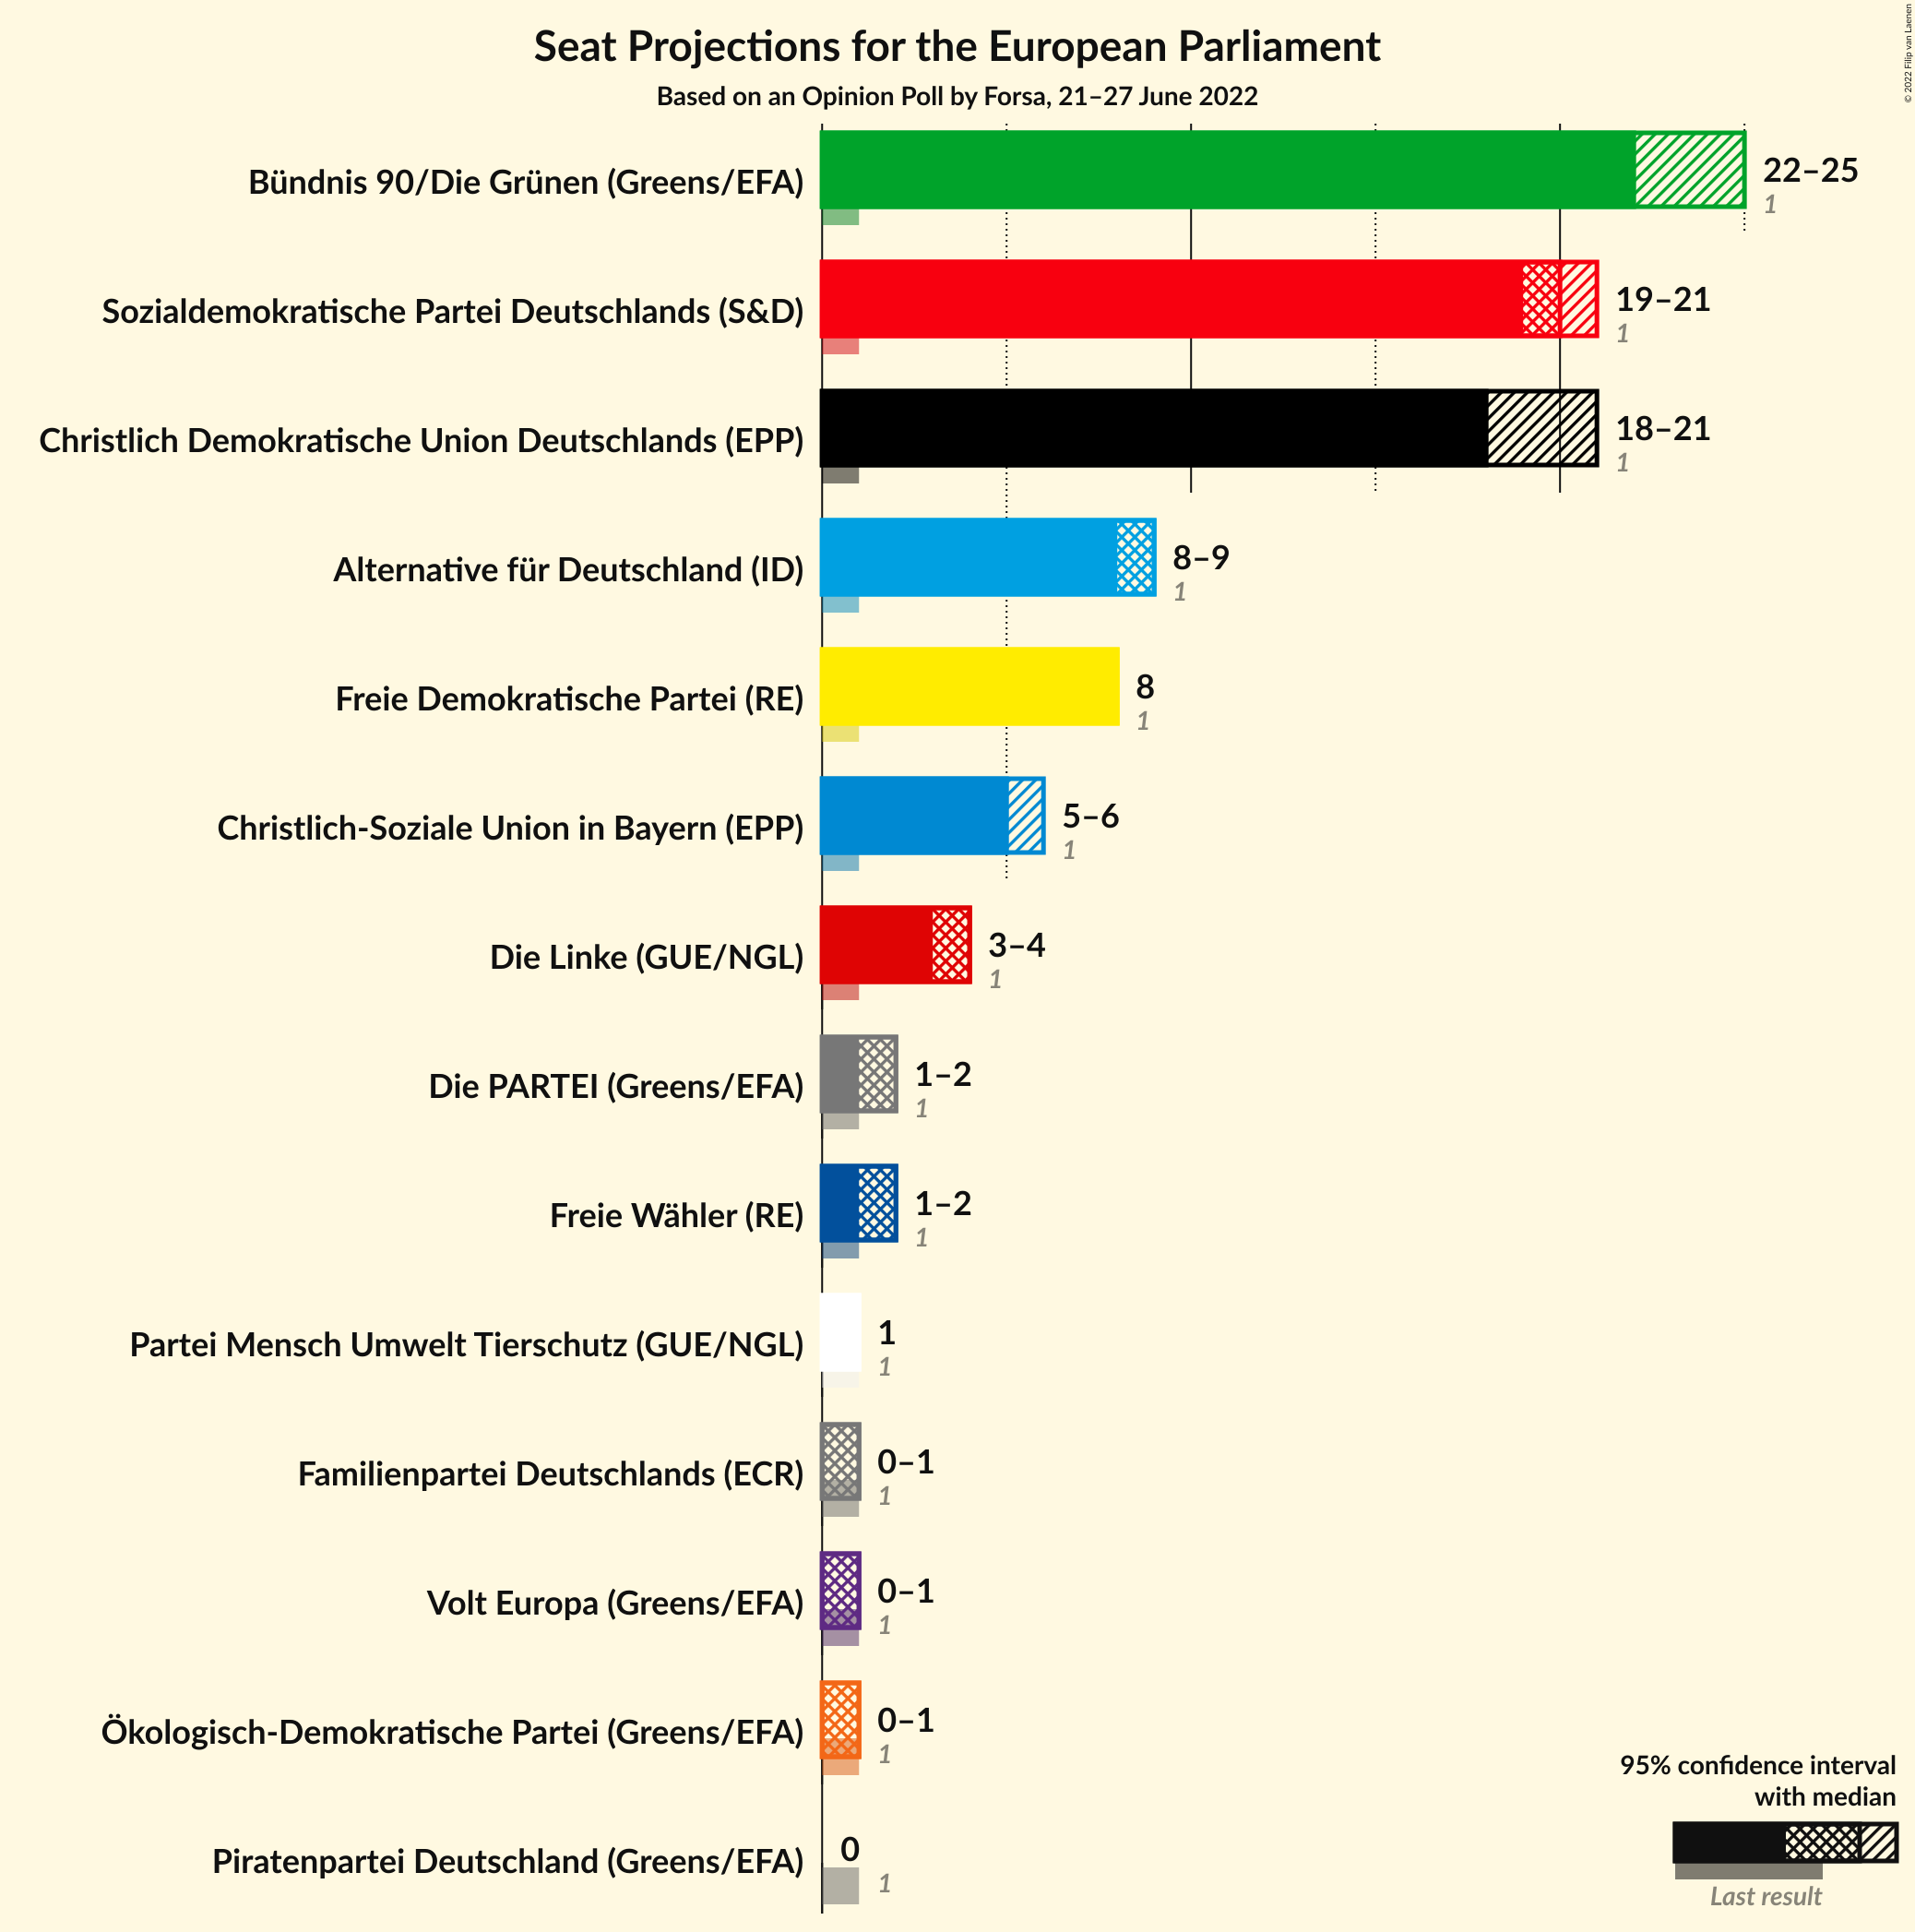 Seat Projections for the European Parliament
Based on an Opinion Poll by Forsa, 21–27 June 2022
© 2022 Filip van Laenen
Bündnis 90/Die Grünen (Greens/EFA)
22–25
1
Sozialdemokratische Partei Deutschlands (S&D)
19–21
1
Christlich Demokratische Union Deutschlands (EPP)
18–21
1
Alternative für Deutschland (ID)
8–9
1
Freie Demokratische Partei (RE)
8
1
Christlich-Soziale Union in Bayern (EPP)
5–6
1
Die Linke (GUE/NGL)
3–4
1
Die PARTEI (Greens/EFA)
1–2
1
Freie Wähler (RE)
1–2
1
Partei Mensch Umwelt Tierschutz (GUE/NGL)
1
1
Familienpartei Deutschlands (ECR)
0–1
1
Volt Europa (Greens/EFA)
0–1
1
Ökologisch-Demokratische Partei (Greens/EFA)
0–1
1
Piratenpartei Deutschland (Greens/EFA)
0
1
95% confidence interval
with median
Last result